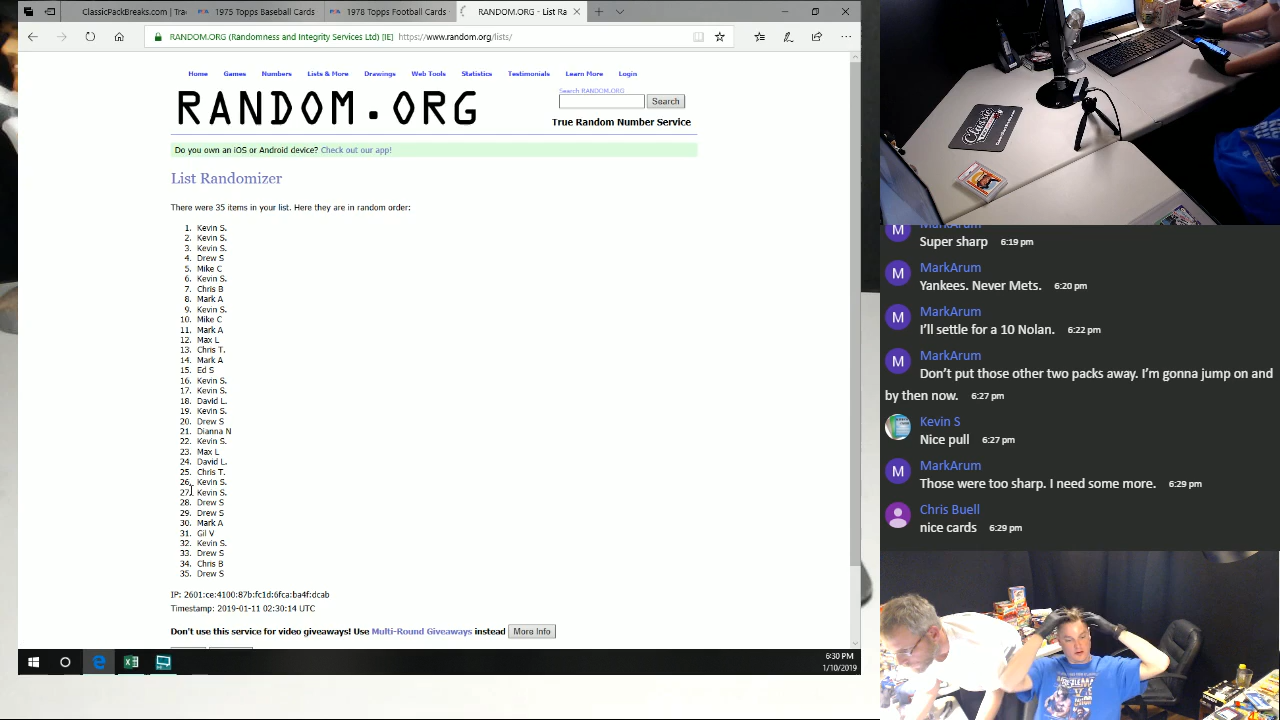 ClassicPackBreaks.com | Tra
1975 Topps Baseball Cards
1978 Topps Football Cards
RANDOM.ORG - List Ra
RANDOM.ORG (Randomness and Integrity Services Ltd) [IE] https://www.random.org/lists/
Home Games Numbers Lists & More Drawings Web Tools Statistics Testimonials Learn More Login
Search RANDOM.ORG
RANDOM.ORG
Search
True Random Number Service
Do you own an iOS or Android device? Check out our app!
List Randomizer
There were 35 items in your list. Here they are in random order:
1. Kevin S.
2. Kevin S.
3. Kevin S.
4. Drew S
5. Mike C
6. Kevin S.
7. Chris B
8. Mark A
9. Kevin S.
10. Mike C
11. Mark A
12. Max L
13. Chris T.
14. Mark A
15. Ed S
16. Kevin S.
17. Kevin S.
18. David L.
19. Kevin S.
20. Drew S
21. Dianna N
22. Kevin S.
23. Max L
24. David L.
25. Chris T.
26. Kevin S.
27. Kevin S.
28. Drew S
29. Drew S
30. Mark A
31. Gil V
32. Kevin S.
33. Drew S
34. Chris B
35. Drew S
IP: 2601:ce:4100:87b:fc1d:6fca:ba4f:dcab
Timestamp: 2019-01-11 02:30:14 UTC
Don't use this service for video giveaways! Use Multi-Round Giveaways instead More Info
6:30 PM
1/10/2019
Classic
M MarkArum
Super sharp 6:19 pm
M MarkArum
Yankees. Never Mets. 6:20 pm
M MarkArum
I'll settle for a 10 Nolan. 6:22 pm
M MarkArum
Don't put those other two packs away. I'm gonna jump on and
by then now. 6:27 pm
Kevin S
Nice pull 6:27 pm
M MarkArum
Those were too sharp. I need some more. 6:29 pm
Chris Buell
nice cards 6:29 pm